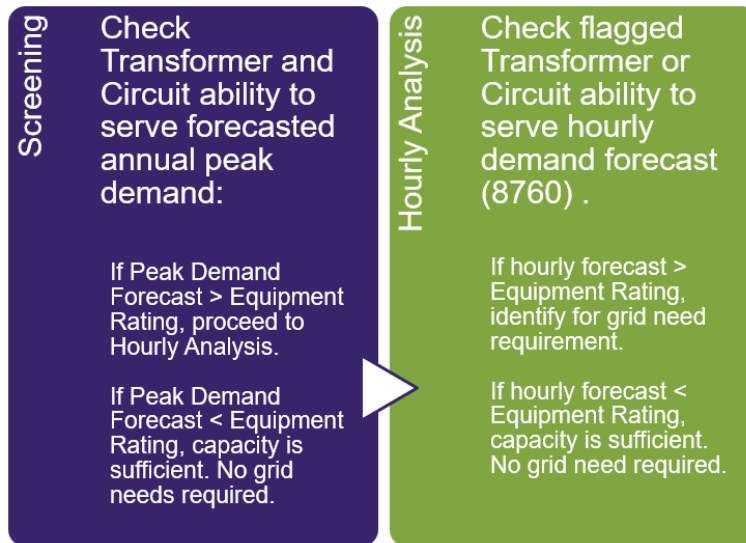 Screening
Check
Transformer and
Circuit ability to
serve forecasted
annual peak
demand:
If Peak Demand
Forecast > Equipment
Rating, proceed to
Hourly Analysis.
If Peak Demand
Forecast < Equipment
Rating, capacity is
sufficient. No grid
needs required.
Hourly Analysis
Check flagged
Transformer or
Circuit ability to
serve hourly
demand forecast
(8760) .
If hourly forecast >
Equipment Rating,
identify for grid need
requirement.
If hourly forecast <
Equipment Rating,
capacity is sufficient.
No grid need required.